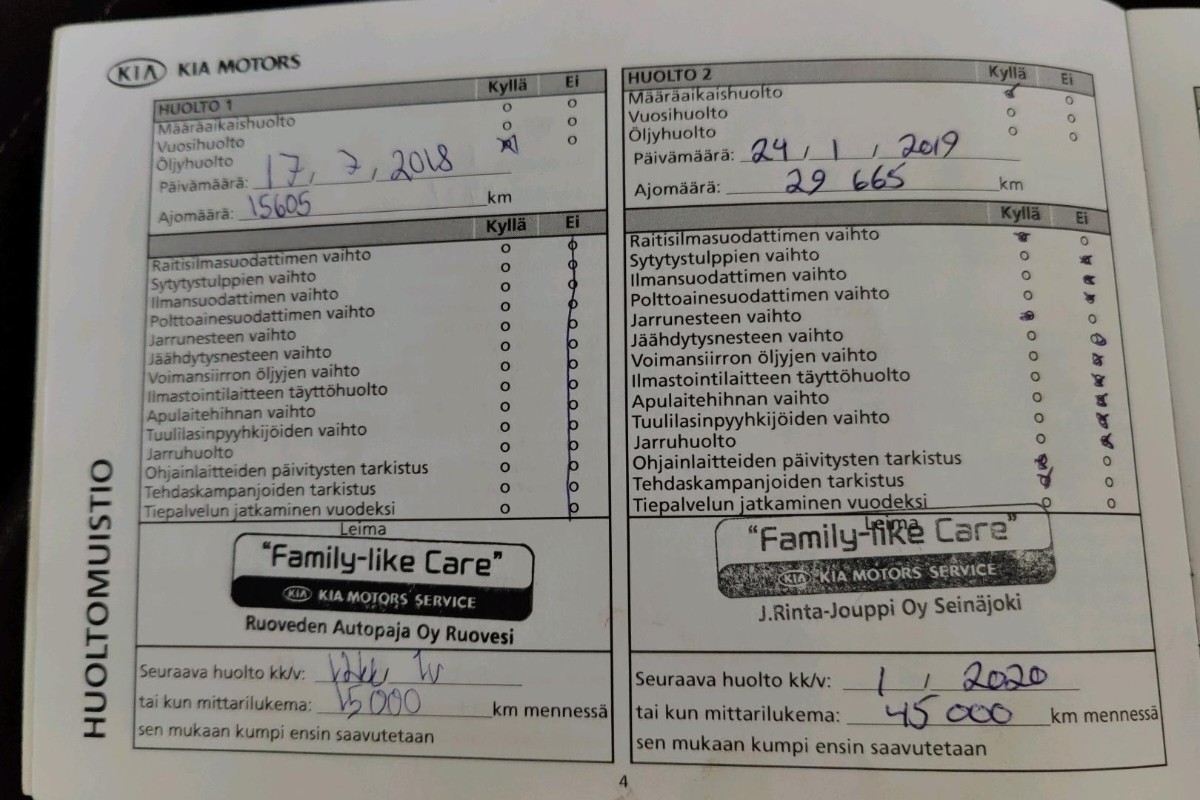 KIA KIA MOTORS
HUOLTOMUISTIO
HUOLTO 1 Kyllä Ei
Määräaikaishuolto o o
Vuosihuolto o o
Öljyhuolto o
Päivämäärä: 17, 7, 2018
Ajomäärä: 15605 km
Kyllä Ei
Raitisilmasuodattimen vaihto o o
Sytytystulppien vaihto o o
Ilmansuodattimen vaihto o o
Polttoainesuodattimen vaihto o o
Jarrunesteen vaihto o o
Jäähdytysnesteen vaihto o o
Voimansiirron öljyjen vaihto o o
Ilmastointilaitteen täyttöhuolto o o
Apulaitehihnan vaihto o o
Tuulilasinpyyhkijöiden vaihto o o
Jarruhuolto o o
Ohjainlaitteiden päivitysten tarkistus o o
Tehdaskampanjoiden tarkistus o o
Tiepalvelun jatkaminen vuodeksi o o
Leima
"Family-like Care"
KIA KIA MOTORS SERVICE
Ruoveden Autopaja Oy Ruovesi
Seuraava huolto kk/v: 12kk, 1v
tai kun mittarilukema: 15000 km mennessä
sen mukaan kumpi ensin saavutetaan
HUOLTO 2 Kyllä Ei
Määräaikaishuolto o
Vuosihuolto o o
Öljyhuolto o o
Päivämäärä: 24, 1, 2019
Ajomäärä: 29 665 km
Kyllä Ei
Raitisilmasuodattimen vaihto o
Sytytystulppien vaihto o
Ilmansuodattimen vaihto o
Polttoainesuodattimen vaihto o
Jarrunesteen vaihto o
Jäähdytysnesteen vaihto o
Voimansiirron öljyjen vaihto o
Ilmastointilaitteen täyttöhuolto o
Apulaitehihnan vaihto o
Tuulilasinpyyhkijöiden vaihto o
Jarruhuolto o
Ohjainlaitteiden päivitysten tarkistus o
Tehdaskampanjoiden tarkistus o
Tiepalvelun jatkaminen vuodeksi o o
Leima
"Family-like Care"
KIA KIA MOTORS SERVICE
J.Rinta-Jouppi Oy Seinäjoki
Seuraava huolto kk/v: 1, 2020
tai kun mittarilukema: 45 000 km mennessä
sen mukaan kumpi ensin saavutetaan
4